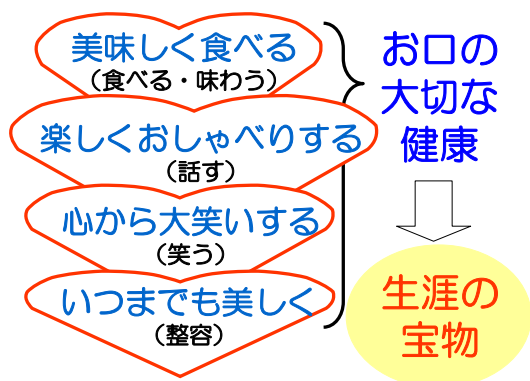 美味しく食べる
（食べる・味わう）
楽しくおしゃべりする
（話す）
心から大笑いする
（笑う）
いつまでも美しく
（整容）
お口の
大切な
健康
生涯の
宝物